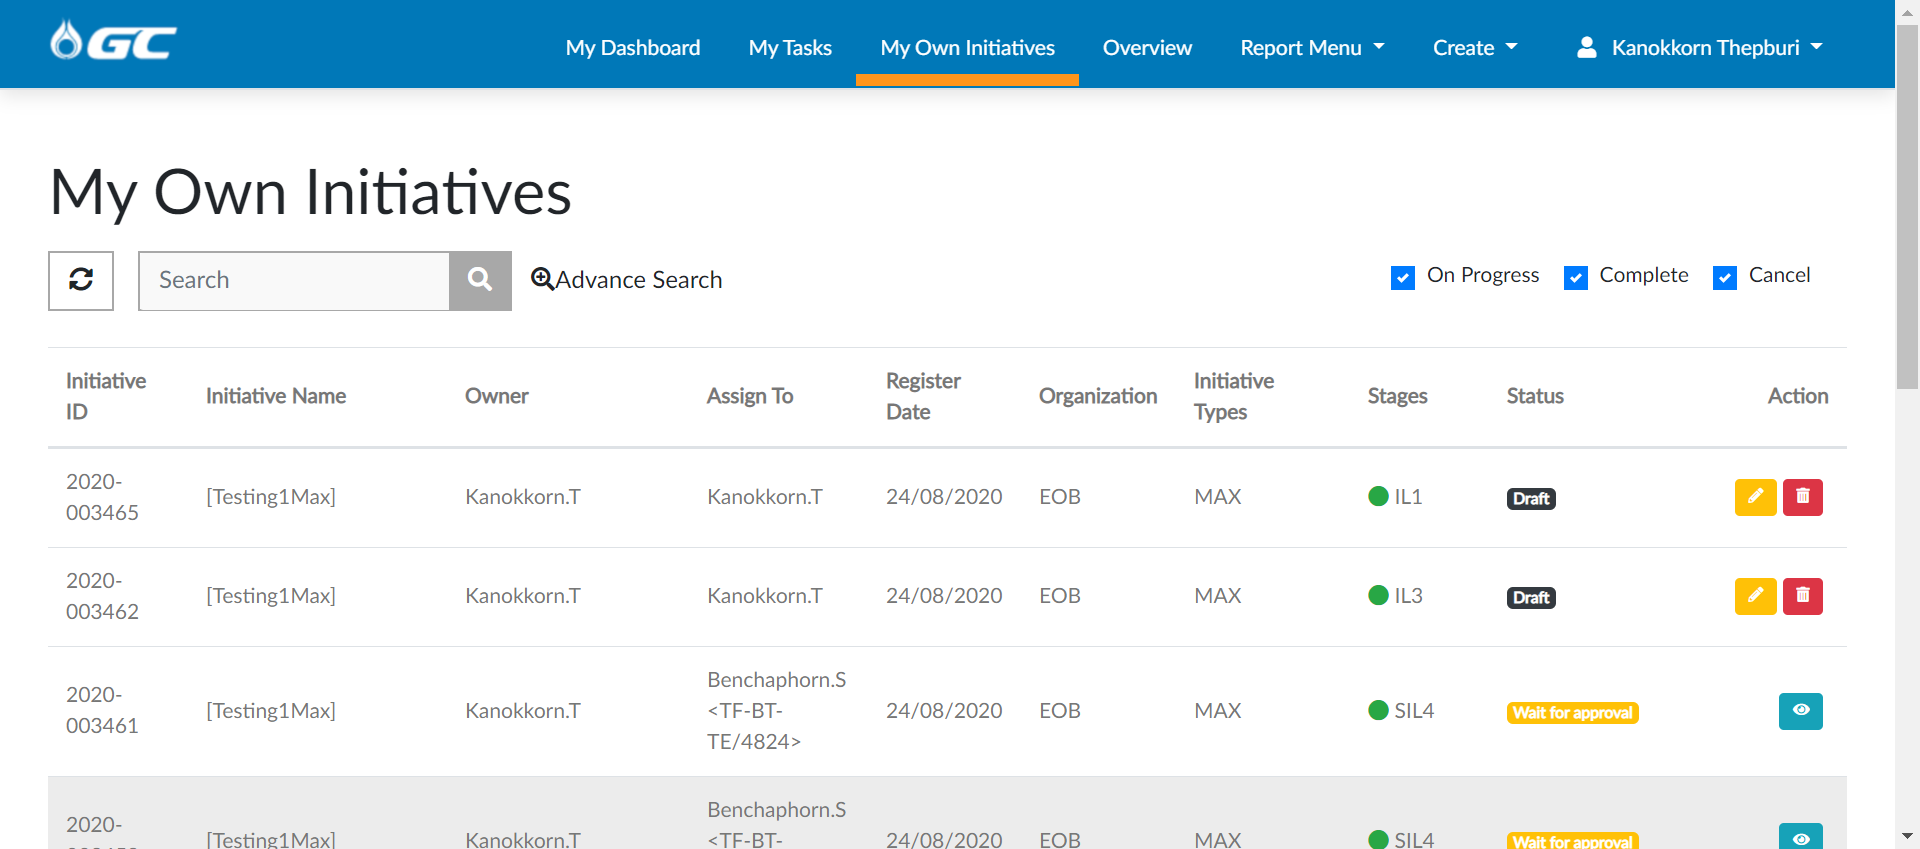 GC
My Dashboard My Tasks My Own Initiatives Overview Report Menu Create Kanokkorn Thepburi
My Own Initiatives
Search Advance Search On Progress Complete Cancel
Initiative ID Initiative Name Owner Assign To Register Date Organization Initiative Types Stages Status Action
2020-
003465 [Testing1Max] Kanokkorn.T Kanokkorn.T 24/08/2020 EOB MAX IL1 Draft
2020-
003462 [Testing1Max] Kanokkorn.T Kanokkorn.T 24/08/2020 EOB MAX IL3 Draft
2020-
003461 [Testing1Max] Kanokkorn.T Benchaphorn.S
<TF-BT-
TE/4824> 24/08/2020 EOB MAX SIL4 Wait for approval
2020- [Testing1Max] Kanokkorn.T Benchaphorn.S
<TF-BT- 24/08/2020 EOB MAX SIL4 Wait for approval